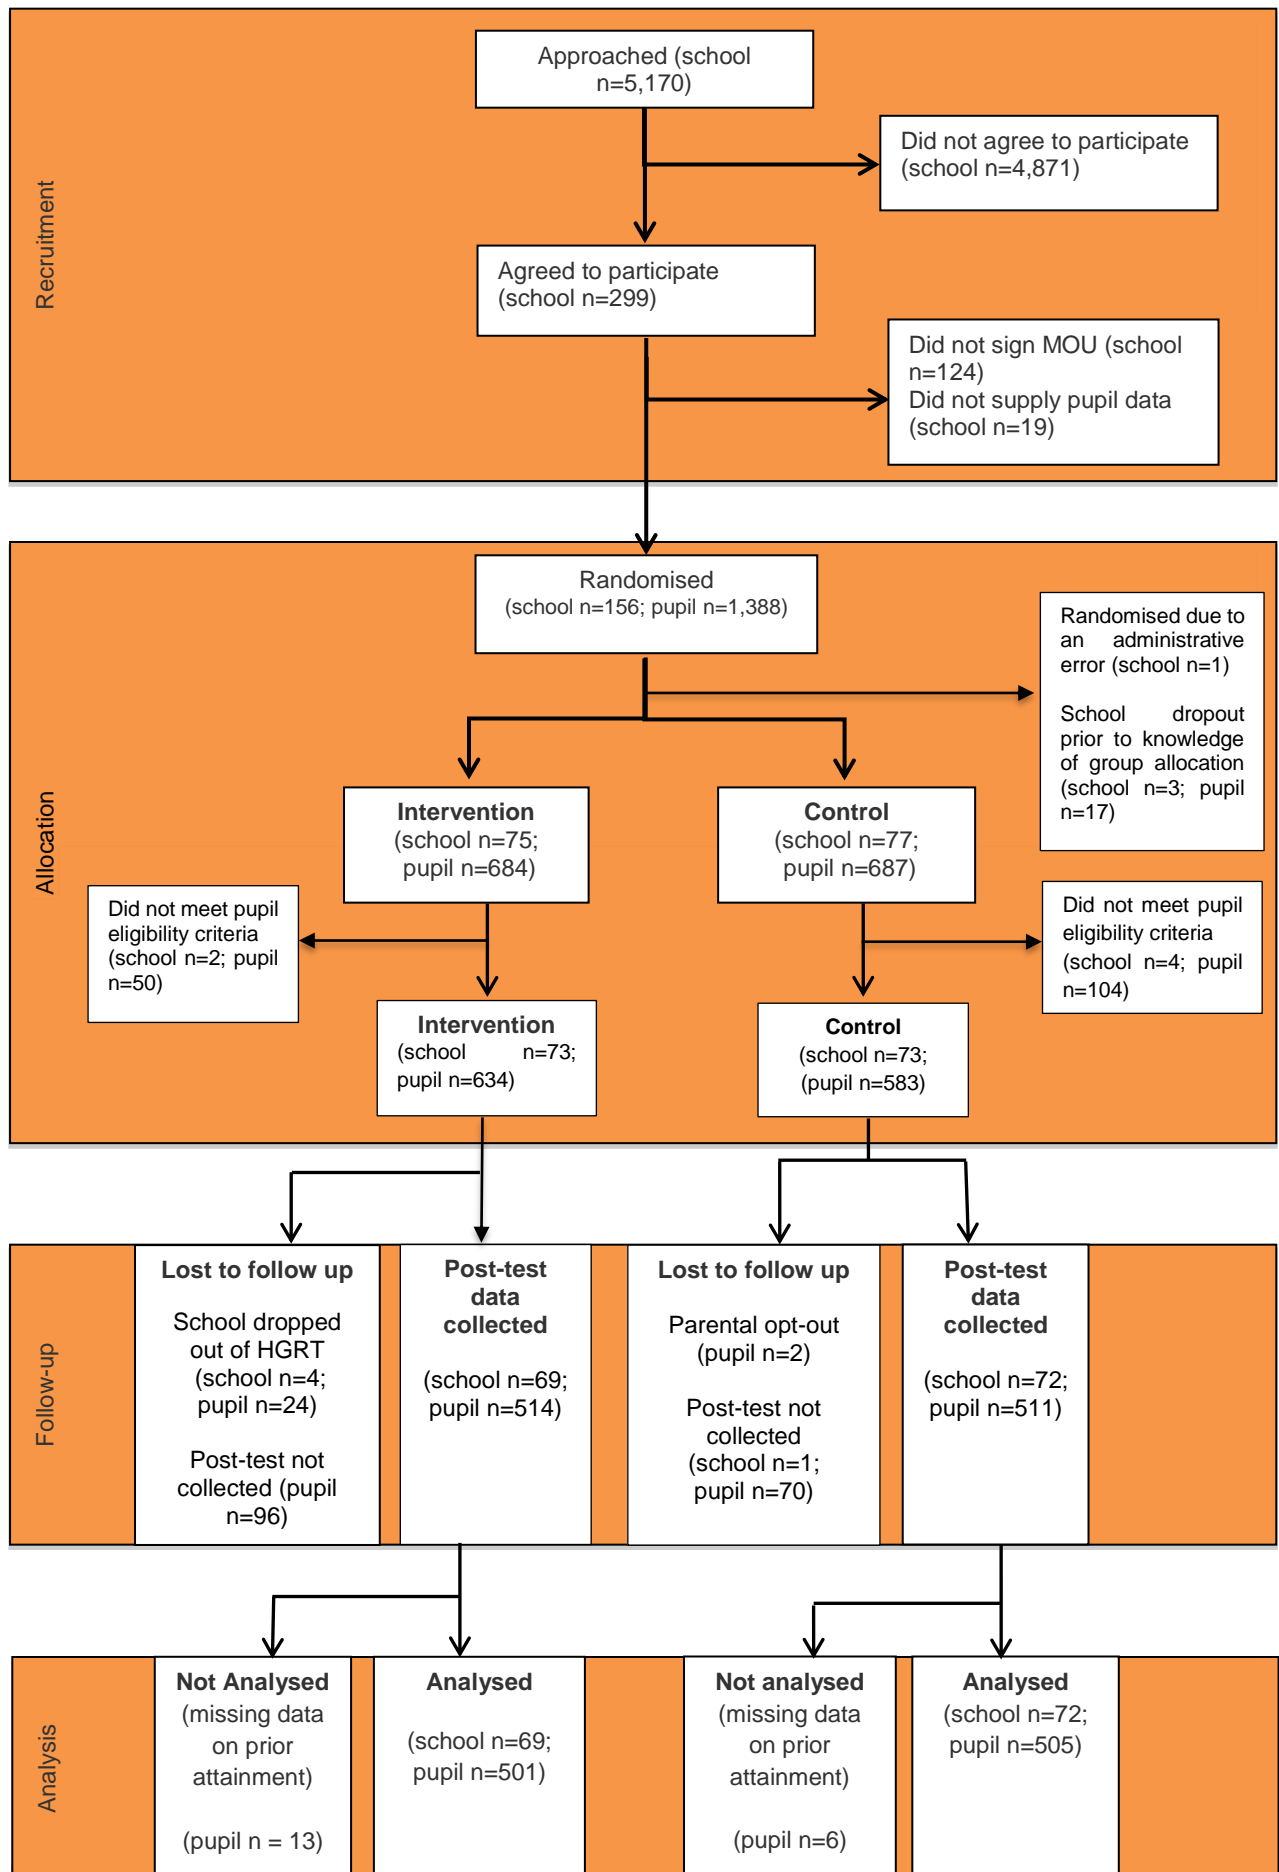 Recruitment
Approached (school
n=5,170)
Did not agree to participate
(school n=4,871)
Agreed to participate
(school n=299)
Did not sign MOU (school
n=124)
Did not supply pupil data
(school n=19)
Allocation
Randomised
(school n=156; pupil n=1,388)
Randomised due to
an administrative
error (school n=1)
School dropout
prior to knowledge
of group allocation
(school n=3; pupil
n=17)
Intervention
(school n=75;
pupil n=684)
Control
(school n=77;
pupil n=687)
Did not meet pupil
eligibility criteria
(school n=2; pupil
n=50)
Did not meet pupil
eligibility criteria
(school n=4; pupil
n=104)
Intervention
(school n=73;
pupil n=634)
Control
(school n=73;
(pupil n=583)
Follow-up
Lost to follow up
School dropped
out of HGRT
(school n=4;
pupil n=24)
Post-test not
collected (pupil
n=96)
Post-test
data
collected
(school n=69;
pupil n=514)
Lost to follow up
Parental opt-out
(pupil n=2)
Post-test not
collected
(school n=1;
pupil n=70)
Post-test
data
collected
(school n=72;
pupil n=511)
Analysis
Not Analysed
(missing data
on prior
attainment)
(pupil n = 13)
Analysed
(school n=69;
pupil n=501)
Not analysed
(missing data
on prior
attainment)
(pupil n=6)
Analysed
(school n=72;
pupil n=505)